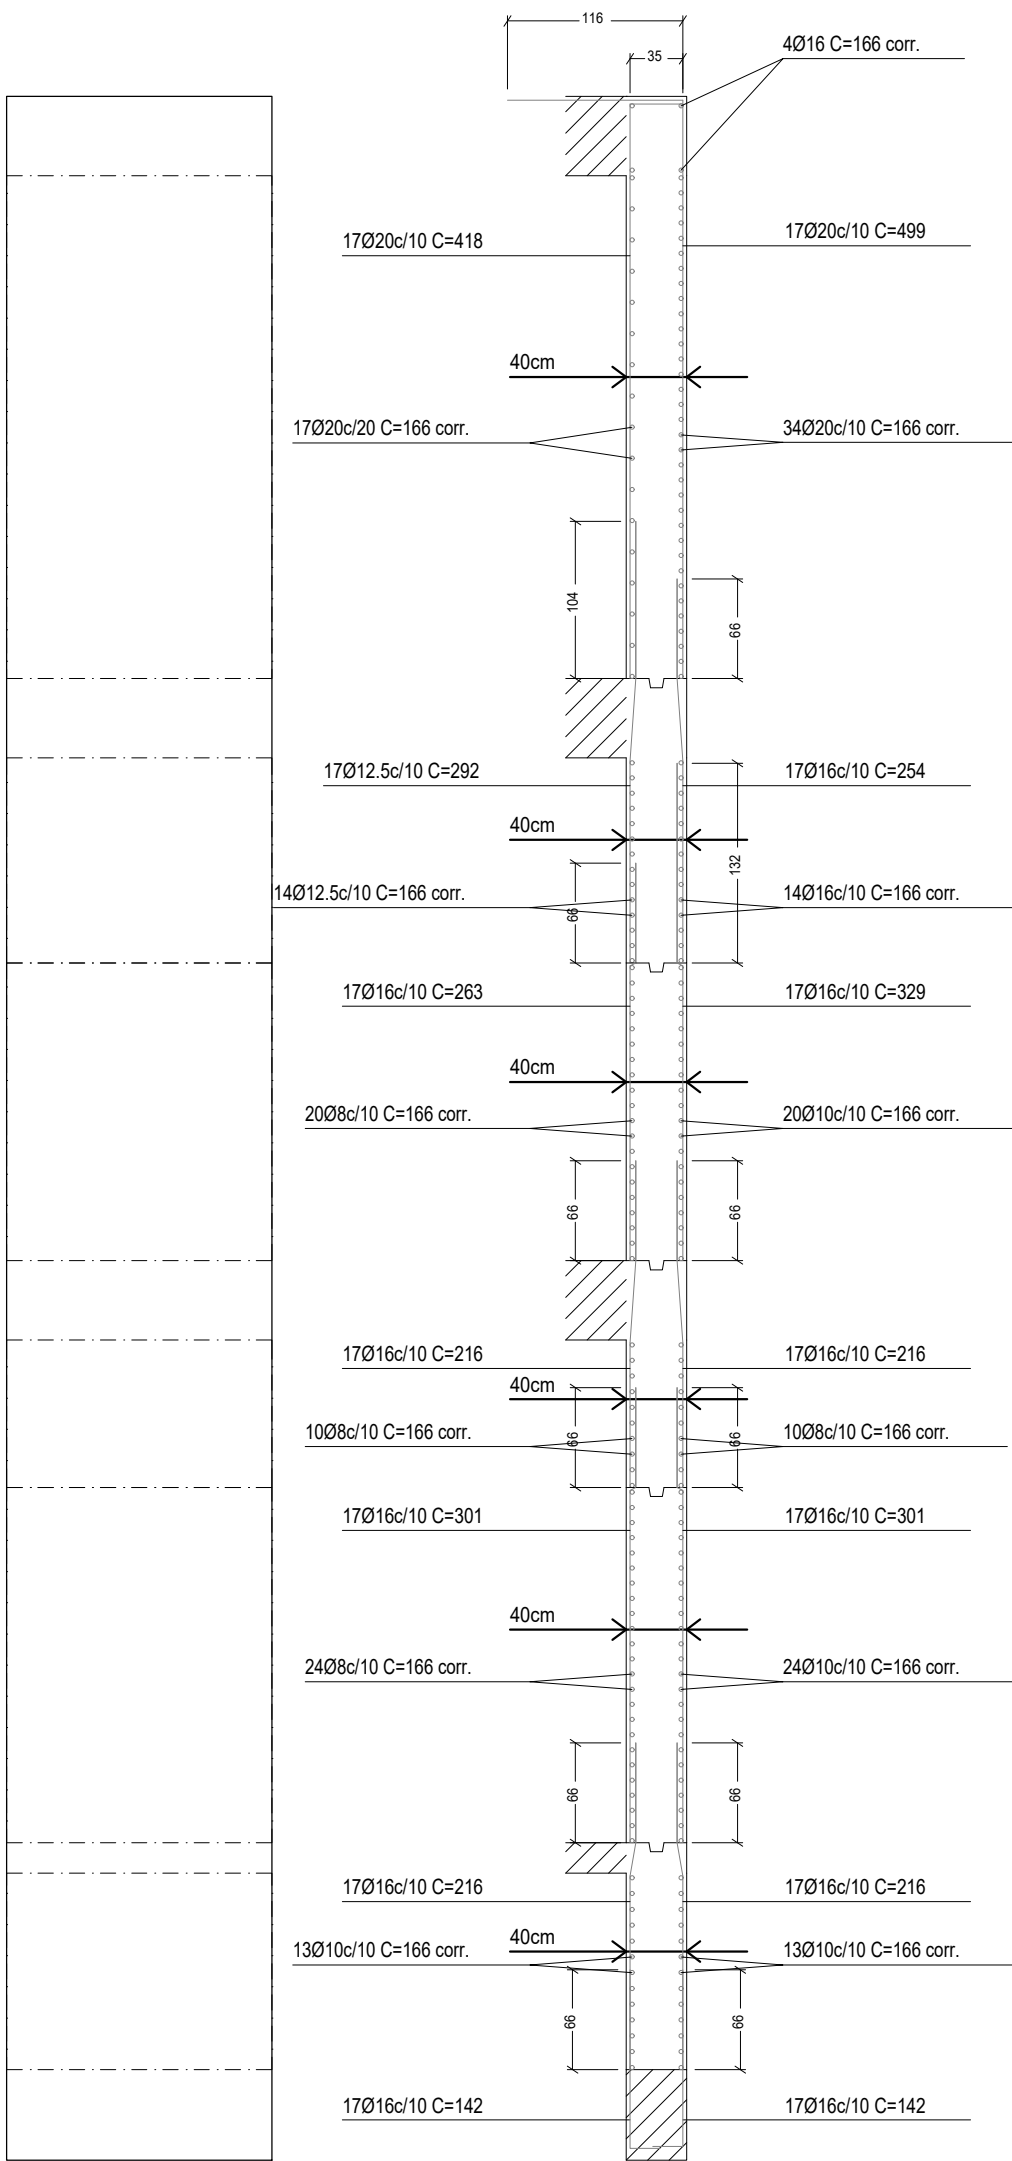 116
35
4Ø16 C=166 corr.
17Ø20c/10 C=418
17Ø20c/10 C=499
40cm
17Ø20c/20 C=166 corr.
34Ø20c/10 C=166 corr.
104
66
17Ø12.5c/10 C=292
17Ø16c/10 C=254
40cm
132
14Ø12.5c/10 C=166 corr.
14Ø16c/10 C=166 corr.
66
17Ø16c/10 C=263
17Ø16c/10 C=329
40cm
20Ø8c/10 C=166 corr.
20Ø10c/10 C=166 corr.
66
66
17Ø16c/10 C=216
17Ø16c/10 C=216
40cm
10Ø8c/10 C=166 corr.
10Ø8c/10 C=166 corr.
66
66
17Ø16c/10 C=301
17Ø16c/10 C=301
40cm
24Ø8c/10 C=166 corr.
24Ø10c/10 C=166 corr.
66
66
17Ø16c/10 C=216
17Ø16c/10 C=216
40cm
13Ø10c/10 C=166 corr.
13Ø10c/10 C=166 corr.
66
66
17Ø16c/10 C=142
17Ø16c/10 C=142